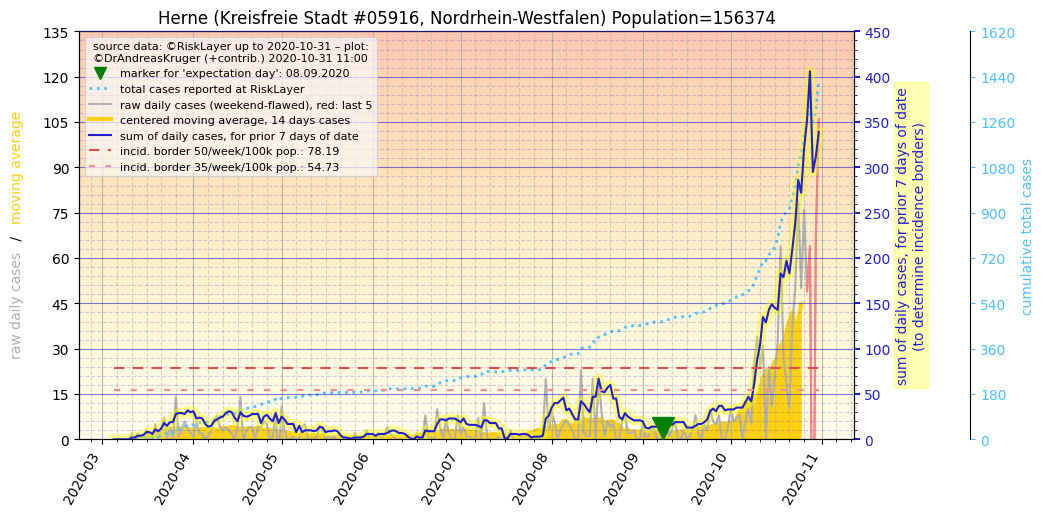 Herne (Kreisfreie Stadt #05916, Nordrhein-Westfalen) Population=156374
source data: ©RiskLayer up to 2020-10-31 – plot:
©DrAndreasKruger (+contrib.) 2020-10-31 11:00
marker for 'expectation day': 08.09.2020
total cases reported at RiskLayer
raw daily cases (weekend-flawed), red: last 5
centered moving average, 14 days cases
sum of daily cases, for prior 7 days of date
incid. border 50/week/100k pop.: 78.19
incid. border 35/week/100k pop.: 54.73
raw daily cases / moving average
135
120
105
90
75
60
45
30
15
0
2020-03
2020-04
2020-05
2020-06
2020-07
2020-08
2020-09
2020-10
2020-11
450
400
350
300
250
200
150
100
50
0
sum of daily cases, for prior 7 days of date
(to determine incidence borders)
1620
1440
1260
1080
900
720
540
360
180
0
cumulative total cases